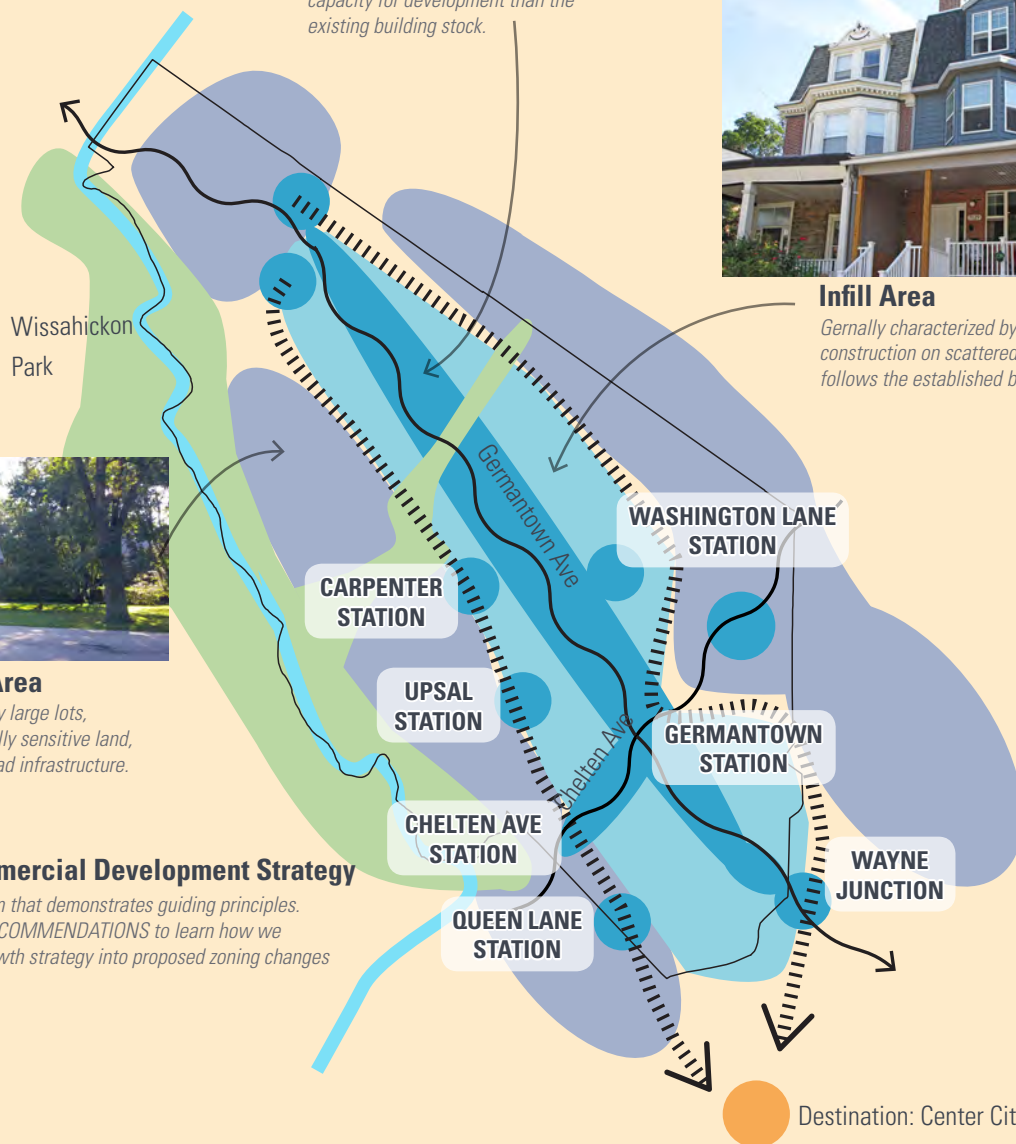 capacity for development than the
existing building stock.
Infill Area
Gernally characterized by
construction on scattered
follows the established b
Wissahickon
Park
Germantown Ave
WASHINGTON LANE
STATION
CARPENTER
STATION
Area
y large lots,
lly sensitive land,
ad infrastructure.
UPSAL
STATION
Chelten Ave
GERMANTOWN
STATION
CHELTEN AVE
STATION
WAYNE
JUNCTION
mercial Development Strategy
n that demonstrates guiding principles.
COMMENDATIONS to learn how we
wth strategy into proposed zoning changes
QUEEN LANE
STATION
Destination: Center Cit